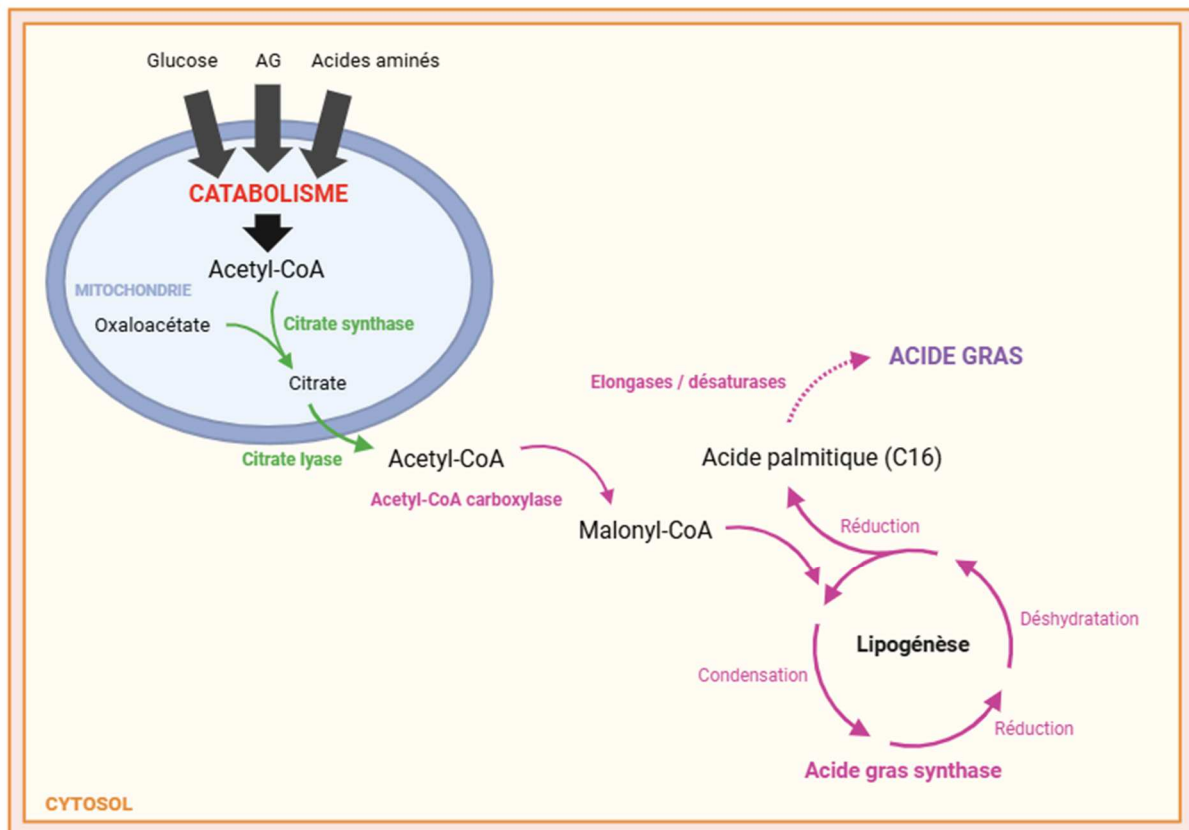 Glucose
AG
Acides aminés
CATABOLISME
Acetyl-CoA
MITOCHONDRIE
Oxaloacétate
Citrate synthase
Citrate
Citrate lyase
Acetyl-CoA
Acetyl-CoA carboxylase
Malonyl-CoA
Elongases / désaturases
ACIDE GRAS
Acide palmitique (C16)
Réduction
Déshydratation
Lipogénèse
Condensation
Réduction
Acide gras synthase
CYTOSOL